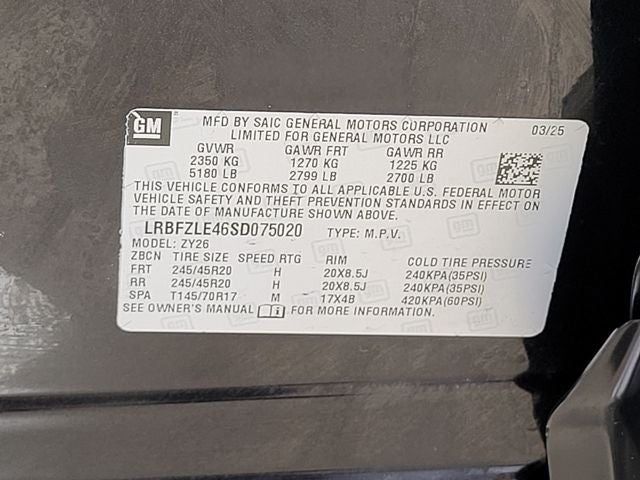 GM MFD BY SAIC GENERAL MOTORS CORPORATION 03/25
LIMITED FOR GENERAL MOTORS LLC
GVWR GAWR FRT GAWR RR
2350 KG 1270 KG 1225 KG
5180 LB 2799 LB 2700 LB
THIS VEHICLE CONFORMS TO ALL APPLICABLE U.S. FEDERAL MOTOR
VEHICLE SAFETY AND THEFT PREVENTION STANDARDS IN EFFECT ON
THE DATE OF MANUFACTURE SHOWN ABOVE.
LRBFZLE46SD075020 TYPE: M.P.V.
MODEL: ZY26
ZBCN TIRE SIZE SPEED RTG RIM COLD TIRE PRESSURE
FRT 245/45R20 H 20X8.5J 240KPA(35PSI)
RR 245/45R20 H 20X8.5J 240KPA(35PSI)
SPA T145/70R17 M 17X4B 420KPA(60PSI)
SEE OWNER'S MANUAL FOR MORE INFORMATION.